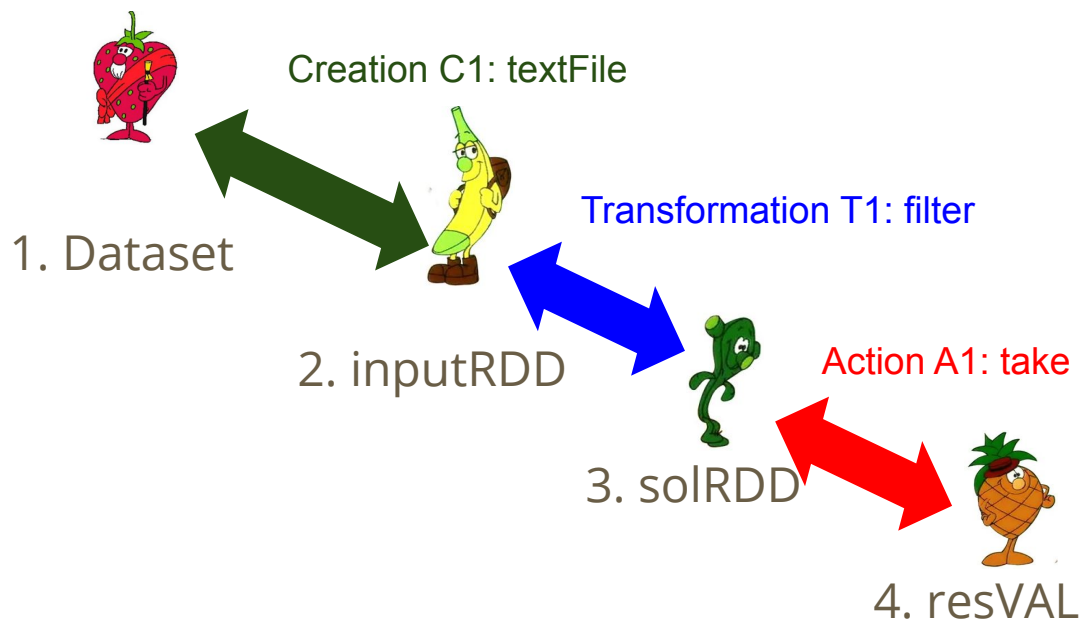 Creation C1: textFile
1. Dataset
Transformation T1: filter
2. inputRDD
Action A1: take
3. solRDD
4. resVAL